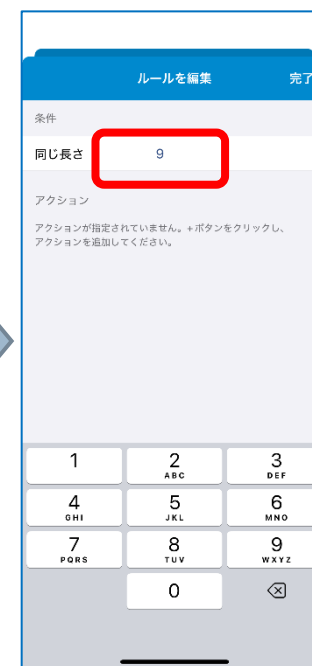 ルールを編集 完了
条件
同じ長さ 9
アクション
アクションが指定されていません。+ボタンをクリックし、
アクションを追加してください。
1 2 3
ABC DEF
4 5 6
GHI JKL MNO
7 8 9
PQRS TUV WXYZ
0